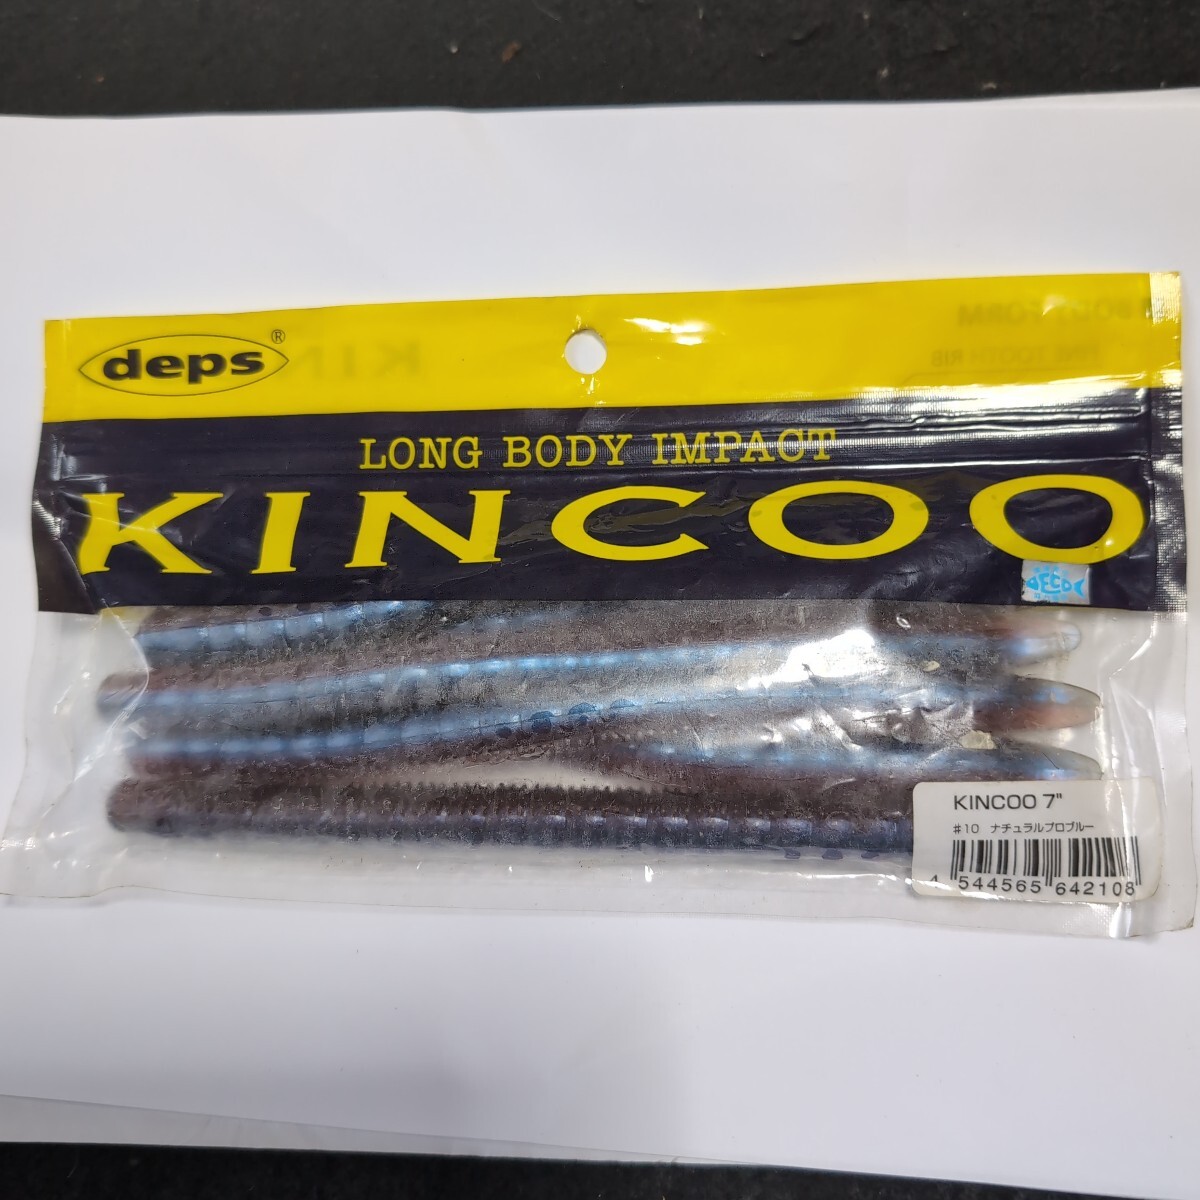 deps®
LONG BODY IMPACT
KINCOO
KINCOO 7"
#10 ナチュラルプロブルー
4 544565 642108